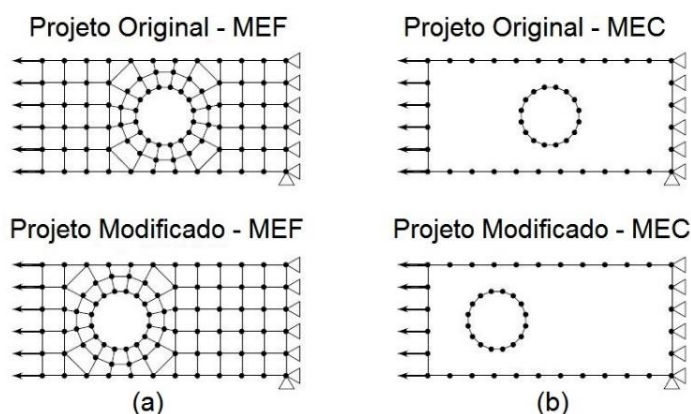 Projeto Original - MEF
Projeto Original - MEC
Projeto Modificado - MEF
Projeto Modificado - MEC
(a)
(b)